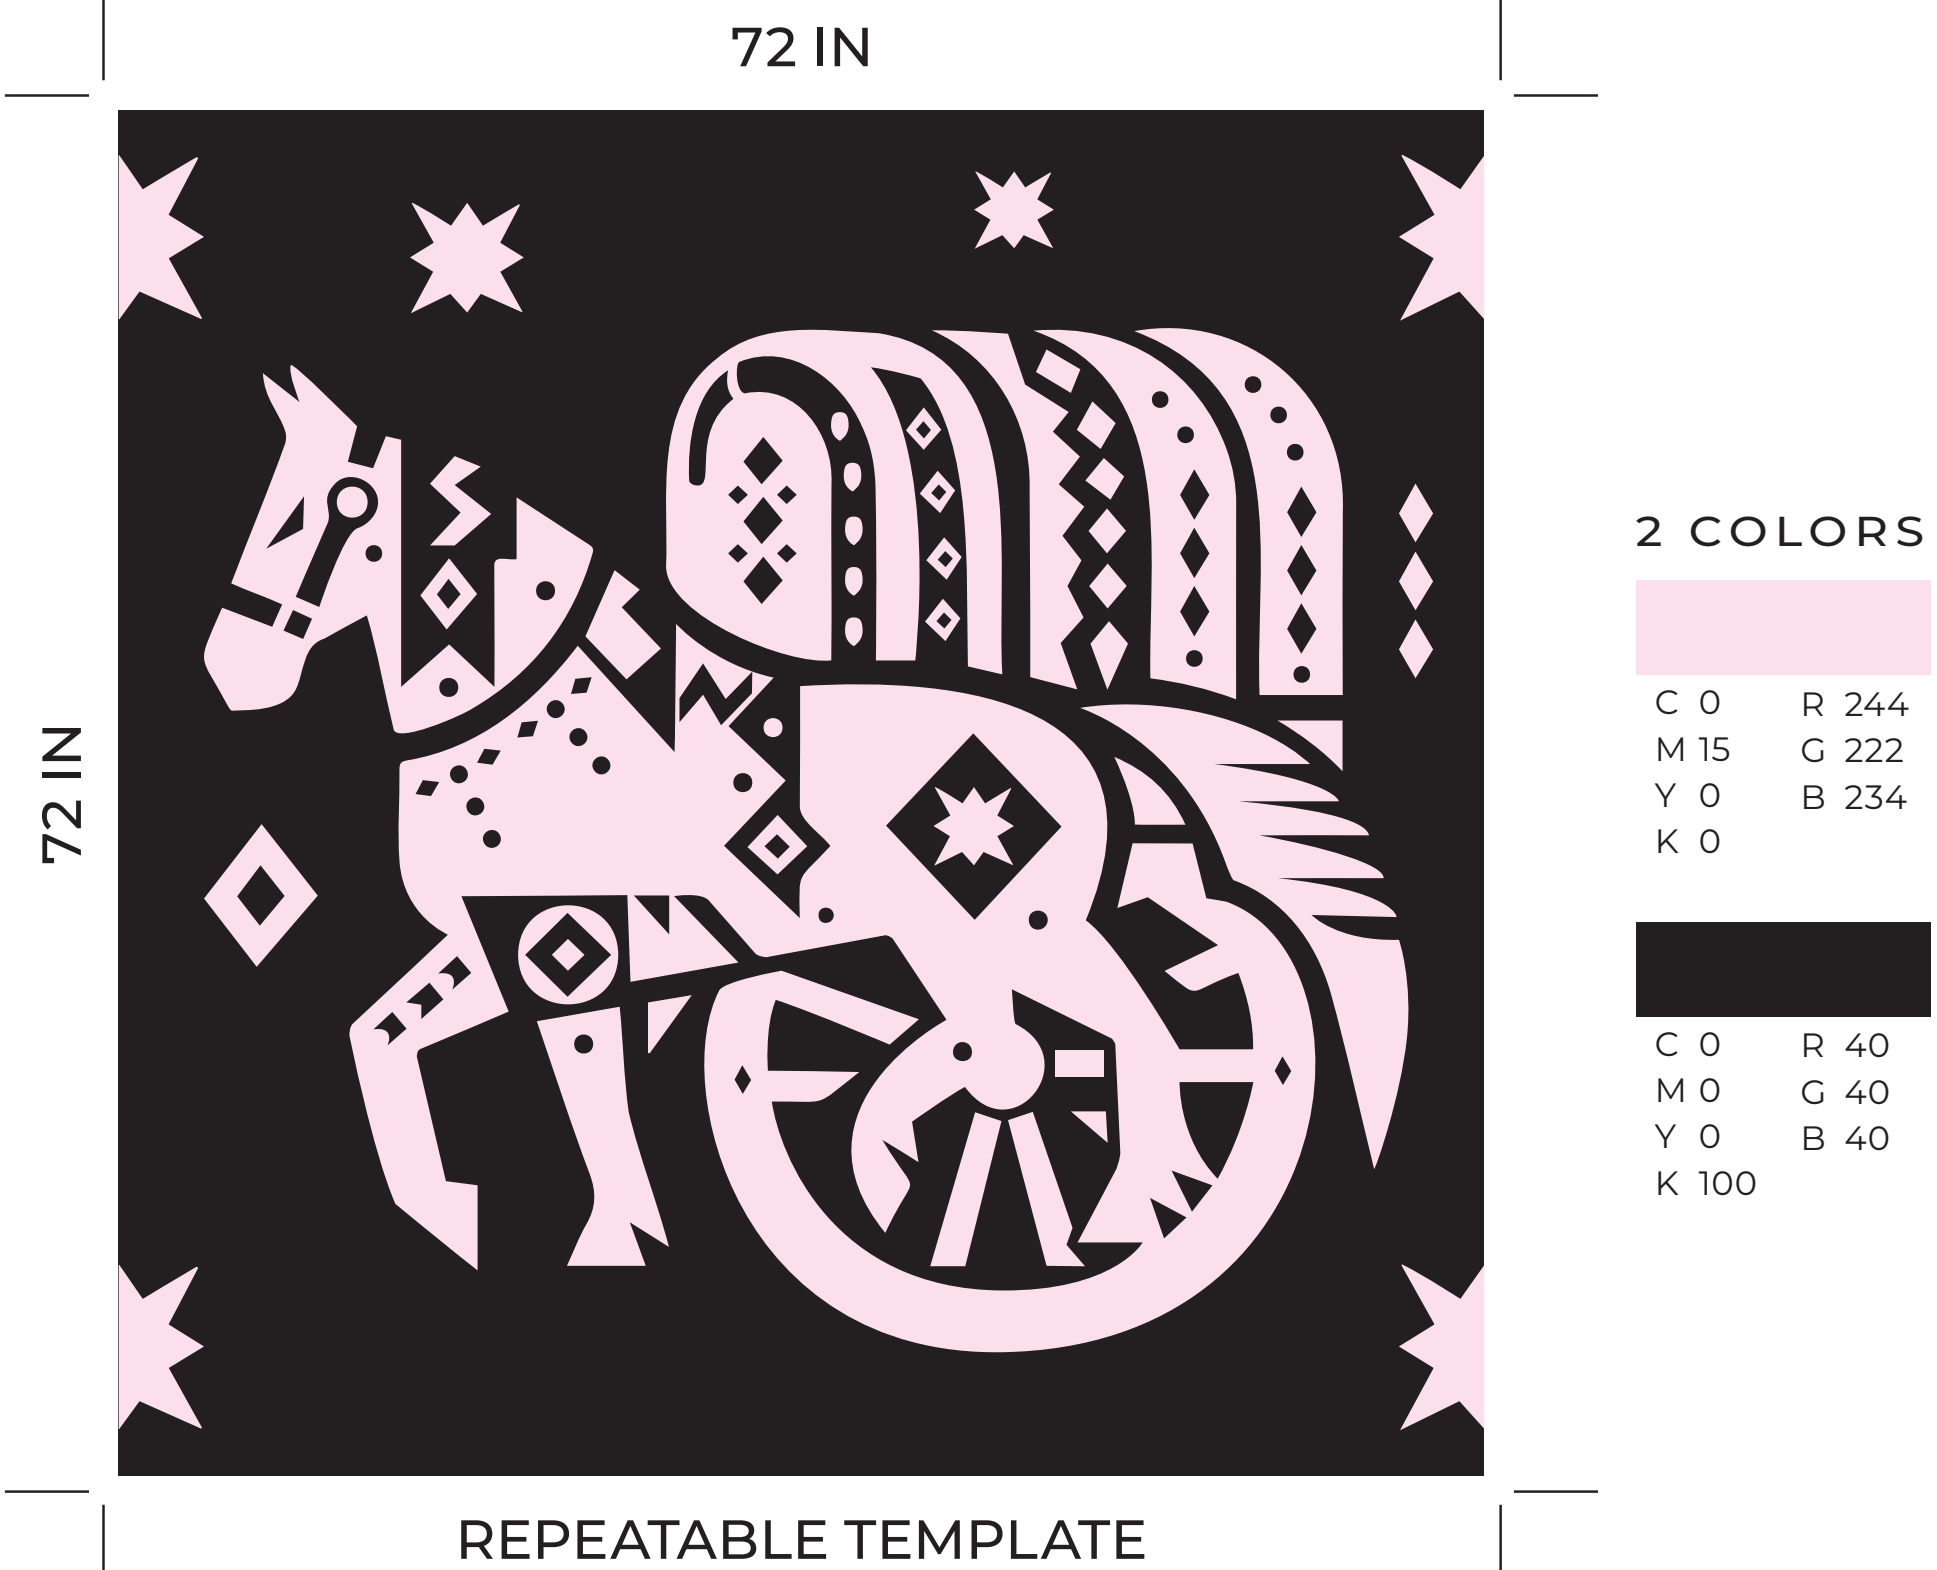 72 IN
72 IN
2 COLORS
C 0 R 244
M 15 G 222
Y 0 B 234
K 0
C 0 R 40
M 0 G 40
Y 0 B 40
K 100
REPEATABLE TEMPLATE